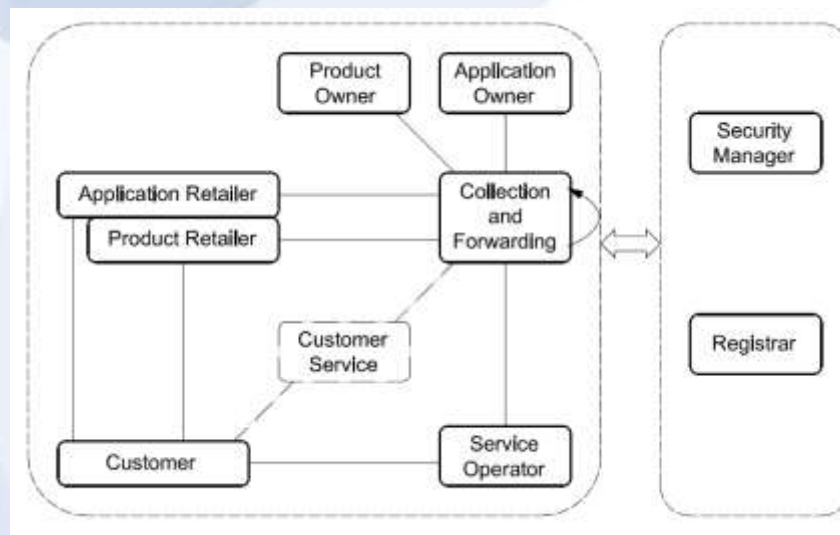 Product
Owner
Application
Owner
Security
Manager
Application Retailer
Product Retailer
Collection
and
Forwarding
Customer
Service
Registrar
Customer
Service
Operator